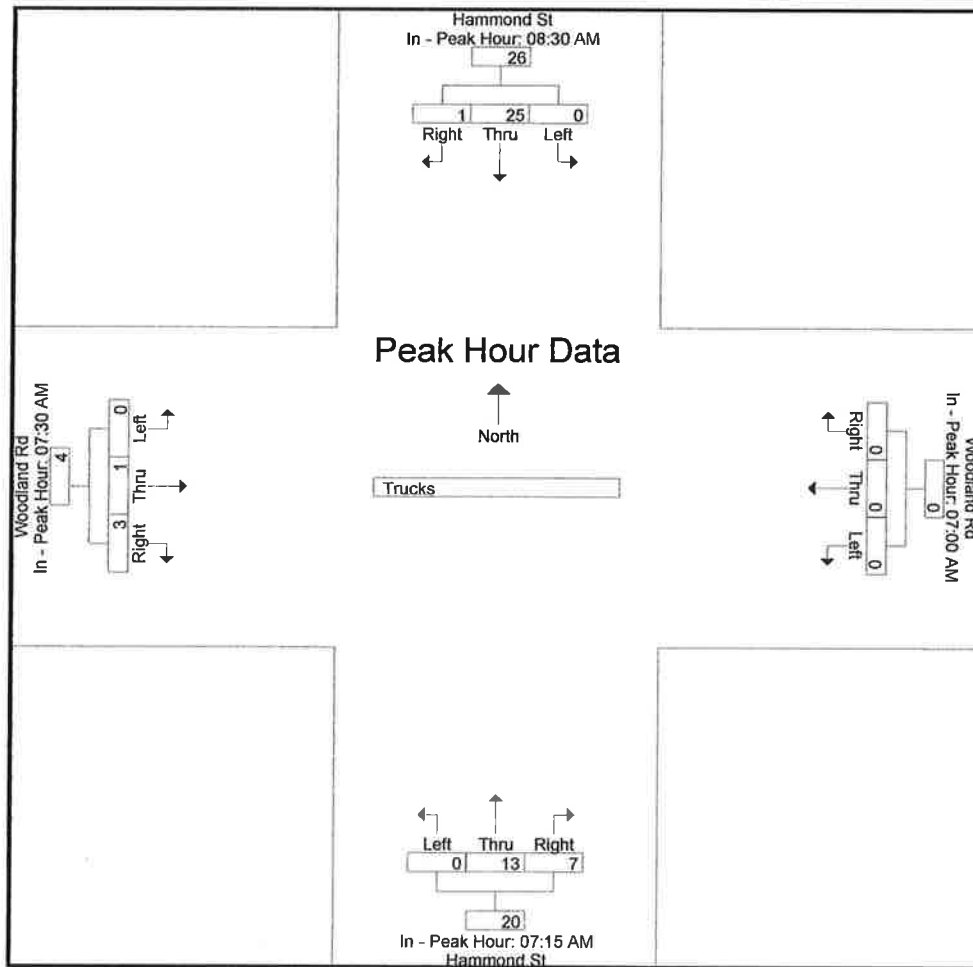 Hammond St
In - Peak Hour: 08:30 AM
26
1 25 0
Right Thru Left
Peak Hour Data
North
Trucks
Woodland Rd
In - Peak Hour: 07:30 AM
4
0 1 3
Left Thru Right
Woodland Rd
In - Peak Hour: 07:00 AM
0
0 0 0
Right Thru Left
Left Thru Right
0 13 7
20
In - Peak Hour: 07:15 AM
Hammond St